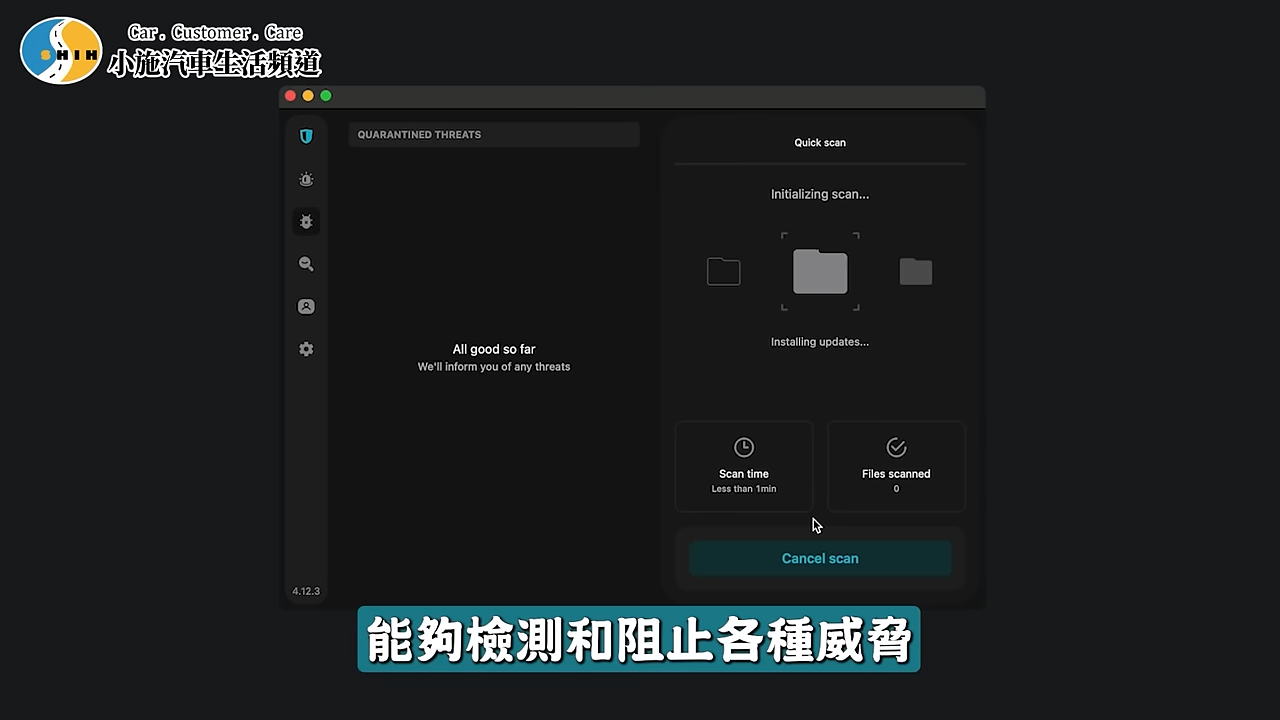 Car. Customer. Care
SHIH
小施汽車生活頻道
QUARANTINED THREATS
All good so far
We'll inform you of any threats
Quick scan
Initializing scan...
Installing updates...
Scan time
Less than 1min
Files scanned
0
Cancel scan
4.12.3
能夠檢測和阻止各種威脅